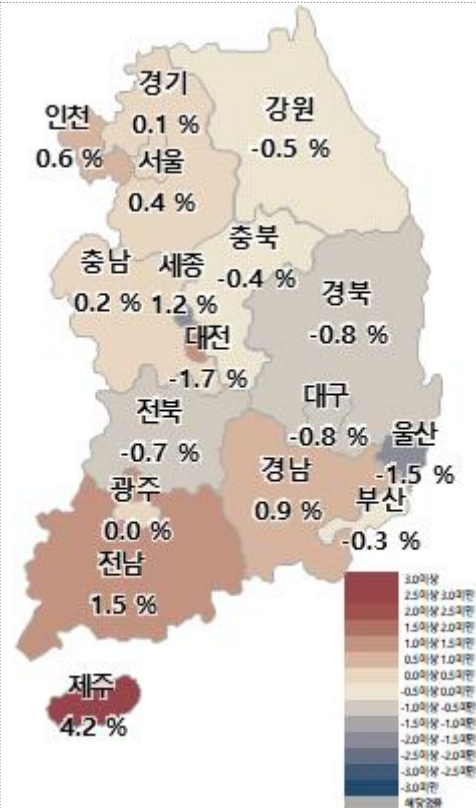 경기
0.1 %
강원
-0.5 %
인천
0.6 %
서울
0.4 %
충북
-0.4 %
충남
0.2 %
세종
1.2 %
경북
-0.8 %
대전
-1.7 %
전북
-0.7 %
대구
-0.8 %
울산
-1.5 %
경남
0.9 %
부산
-0.3 %
광주
0.0 %
전남
1.5 %
제주
4.2 %
3.0이상
2.5이상 3.0미만
2.0이상 2.5미만
1.5이상 2.0미만
1.0이상 1.5미만
0.5이상 1.0미만
0.0이상 0.5미만
-0.5이상 0.0미만
-1.0이상 -0.5미만
-1.5이상 -1.0미만
-2.0이상 -1.5미만
-2.5이상 -2.0미만
-3.0이상 -2.5미만
-3.0미만
해당없음